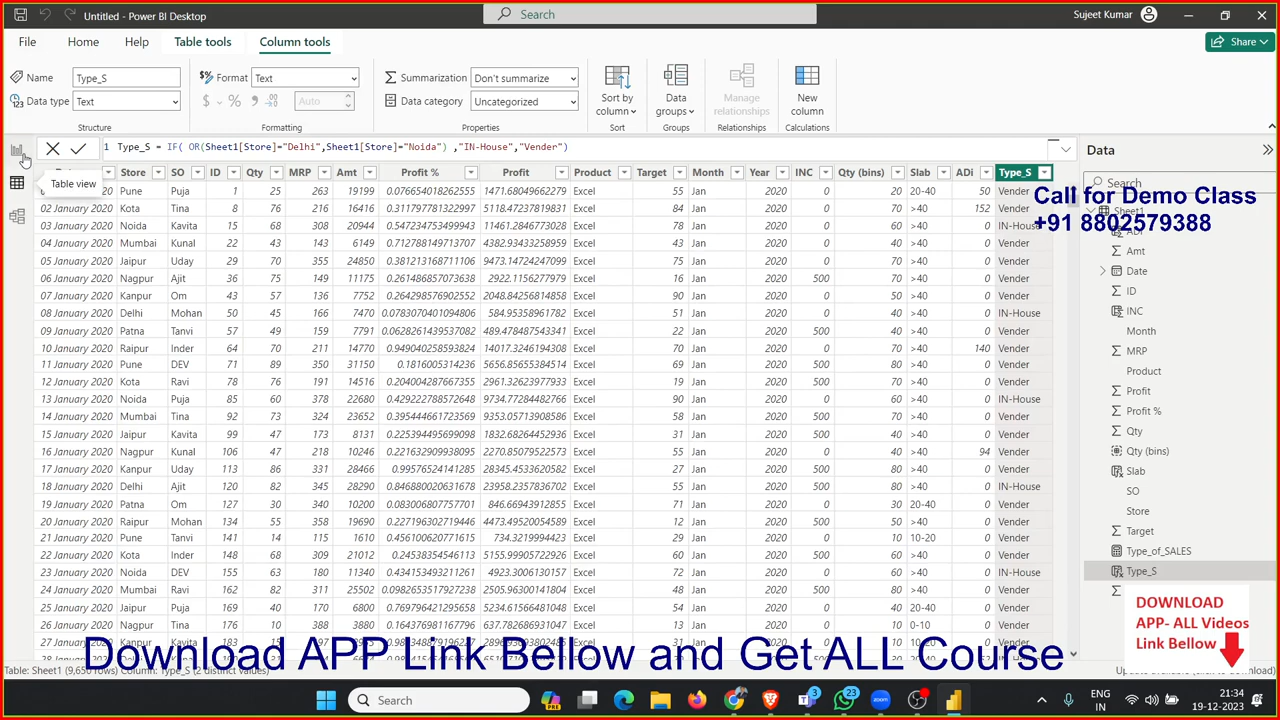 Untitled - Power BI Desktop
Search
Sujeet Kumar
File Home Help Table tools Column tools
Share
Name Type_S
Format Text
Summarization Don't summarize
Data type Text
$ % Auto
Data category Uncategorized
Sort by column
Data groups
Manage relationships
New column
Structure Formatting Properties Sort Groups Relationships Calculations
1 Type_S = IF( OR(Sheet1[Store]="Delhi",Sheet1[Store]="Noida") ,"IN-House","Vender")
Table view
Store SO ID Qty MRP Amt Profit % Profit Product Target Month Year INC Qty (bins) Slab ADi Type_S
Pune Puja 1 25 19199 0.076654018262555 1471.68049662279 Excel 55 Jan 2020 0 20 20-40 50 Vender
02 January 2020 Kota Tina 8 76 216 16416 5118.4727819851 Excel 84 Jan 2020 0 70 >40 152 Vender
03 January 2020 Noida Kavita 15 68 308 20944 0.547234753499943 11461.2846773028 Excel 78 Jan 2020 0 60 >40 0 IN-House
04 January 2020 Mumbai Kunal 22 43 143 6149 0.712781149713707 4382.93433258959 Excel 43 Jan 2020 0 40 >40 0 Vender
05 January 2020 Jaipur Uday 29 70 355 24850 0.381213168711106 9473.14724247097 Excel 75 Jan 2020 0 70 >40 0 Vender
06 January 2020 Nagpur Ajit 36 75 149 11175 0.261486857073638 2922.1156277979 Excel 16 Jan 2020 500 70 >40 0 Vender
07 January 2020 Kanpur Om 43 57 136 7752 0.264298576902552 2048.84256814858 Excel 90 Jan 2020 0 50 >40 0 Vender
08 January 2020 Delhi Mohan 50 45 166 7470 0.0783070401094806 584.95358961782 Excel 51 Jan 2020 0 40 >40 0 IN-House
09 January 2020 Patna Tanvi 57 49 159 7791 0.0628261439537082 489.478487543341 Excel 22 Jan 2020 500 40 >40 0 Vender
10 January 2020 Raipur Inder 64 70 211 14770 0.949040258593824 14017.3246194308 Excel 70 Jan 2020 0 70 >40 140 Vender
11 January 2020 Pune DEV 71 89 350 31150 0.1816005314236 5656.85655384514 Excel 69 Jan 2020 500 80 >40 0 Vender
12 January 2020 Kota Ravi 78 76 191 14516 0.204004287667355 2961.32623977933 Excel 19 Jan 2020 500 70 >40 0 Vender
13 January 2020 Noida Puja 85 60 378 22680 0.429222787572668 9734.77284802766 Excel 90 Jan 2020 0 60 >40 0 IN-House
14 January 2020 Mumbai Tina 92 73 324 23652 0.395444661723569 9353.05713908586 Excel 58 Jan 2020 0 70 >40 0 Vender
15 January 2020 Jaipur Kavita 99 47 173 8131 0.225394495699098 1832.68264452936 Excel 31 Jan 2020 500 40 >40 0 Vender
16 January 2020 Nagpur Kunal 106 47 218 10246 0.221632909938095 2270.85079522573 Excel 55 Jan 2020 0 40 >40 94 Vender
17 January 2020 Kanpur Uday 113 86 331 28466 0.99576524141285 28345.4533620547 Excel 27 Jan 2020 500 80 >40 0 Vender
18 January 2020 Delhi Ajit 120 82 345 28290 0.846880020631678 23958.2357836702 Excel 31 Jan 2020 500 80 >40 0 IN-House
19 January 2020 Patna Om 127 30 340 10200 0.083006807757701 846.66943915312 Excel 71 Jan 2020 0 30 20-40 0 Vender
20 January 2020 Raipur Mohan 134 55 358 19690 0.227196302719446 4473.49520054589 Excel 12 Jan 2020 500 50 >40 0 Vender
21 January 2020 Pune Tanvi 141 14 115 1610 0.456100620771615 734.3219994423 Excel 29 Jan 2020 0 10 10-20 0 Vender
22 January 2020 Kota Inder 148 68 309 21012 0.24538354546113 5155.99905722926 Excel 60 Jan 2020 500 60 >40 0 Vender
23 January 2020 Noida DEV 155 63 180 11340 0.434153493211261 4923.3006130157 Excel 72 Jan 2020 0 60 >40 0 IN-House
24 January 2020 Mumbai Ravi 162 82 311 25502 0.0982653517927238 2505.96300141804 Excel 48 Jan 2020 500 80 >40 0 Vender
25 January 2020 Jaipur Puja 169 40 170 6800 0.769796421295658 5234.61566481048 Excel 54 Jan 2020 0 40 20-40 0 Vender
26 January 2020 Nagpur Tina 176 10 388 3880 687.782686931037 Excel 13 Jan 2020 0 10 0-10 0 Vender
27 January 2020 Kanpur Kavita
Table: Sheet1 (9,650 rows) Column: Type_S (2 distinct values)
Data
Search
Sheet1
ADi
Amt
Date
ID
INC
Month
MRP
Product
Profit
Profit %
Qty
Qty (bins)
Slab
SO
Store
Target
Type_of_SALES
Type_S
Call for Demo Class
+91 8802579388
DOWNLOAD
APP- ALL Videos
Link Bellow
Download APP Link Bellow and Get ALL Course
Search
PRE
3
23
ENG
IN
21:34
19-12-2023